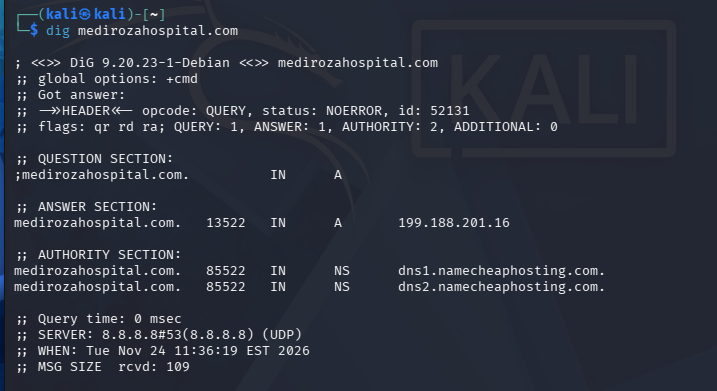 (kali㉿kali)-[~]
$ dig medirozahospital.com
; <<>> DiG 9.20.23-1-Debian <<>> medirozahospital.com
;; global options: +cmd
;; Got answer:
;; ->>HEADER<<- opcode: QUERY, status: NOERROR, id: 52131
;; flags: qr rd ra; QUERY: 1, ANSWER: 1, AUTHORITY: 2, ADDITIONAL: 0
;; QUESTION SECTION:
;medirozahospital.com. IN A
;; ANSWER SECTION:
medirozahospital.com. 13522 IN A 199.188.201.16
;; AUTHORITY SECTION:
medirozahospital.com. 85522 IN NS dns1.namecheaphosting.com.
medirozahospital.com. 85522 IN NS dns2.namecheaphosting.com.
;; Query time: 0 msec
;; SERVER: 8.8.8.8#53(8.8.8.8) (UDP)
;; WHEN: Tue Nov 24 11:36:19 EST 2026
;; MSG SIZE rcvd: 109
KALI